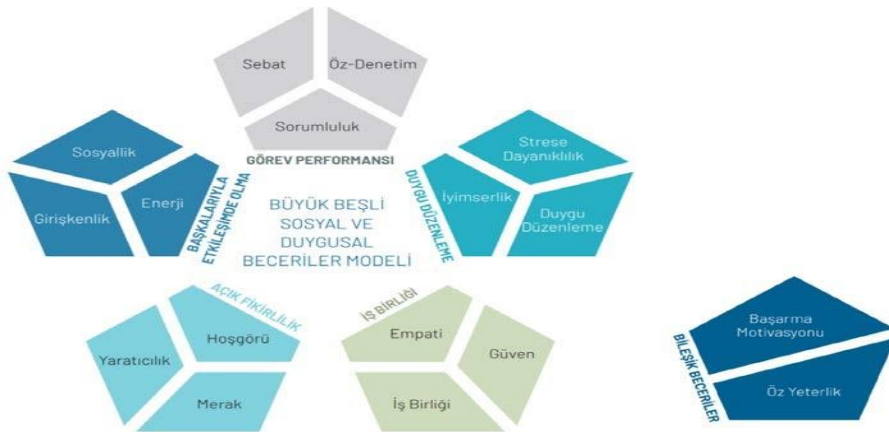 Sebat
Öz-Denetim
Sorumluluk
GÖREV PERFORMANSI
Sosyallik
Girişkenlik
Enerji
BAŞKALARIYLA
ETKİLEŞİMDE OLMA
BÜYÜK BEŞLİ
SOSYAL VE
DUYGUSAL
BECERİLER MODELİ
DUYGU DÜZENLEME
Strese
Dayanıklılık
İyimserlik
Duygu
Düzenleme
AÇIK FİKİRLİLİK
Hoşgörü
Yaratıcılık
Merak
İŞ BİRLİĞİ
Empati
Güven
İş Birliği
BİLEŞİK BECERİLER
Başarma
Motivasyonu
Öz Yeterlik